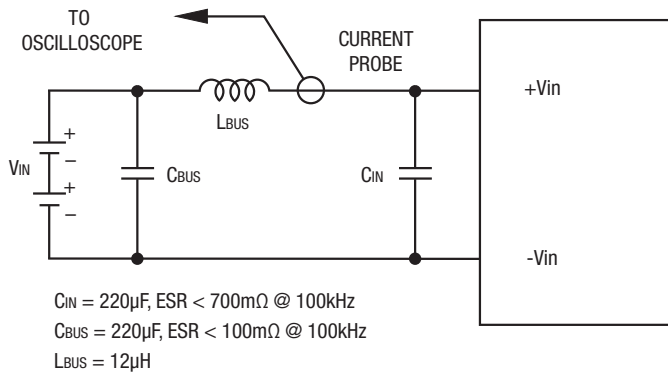 TO
OSCILLOSCOPE
CURRENT
PROBE
+Vin
LBUS
VIN
+
−
+
−
CBUS
CIN
-Vin
CIN = 220µF, ESR < 700mΩ @ 100kHz
CBUS = 220µF, ESR < 100mΩ @ 100kHz
LBUS = 12µH